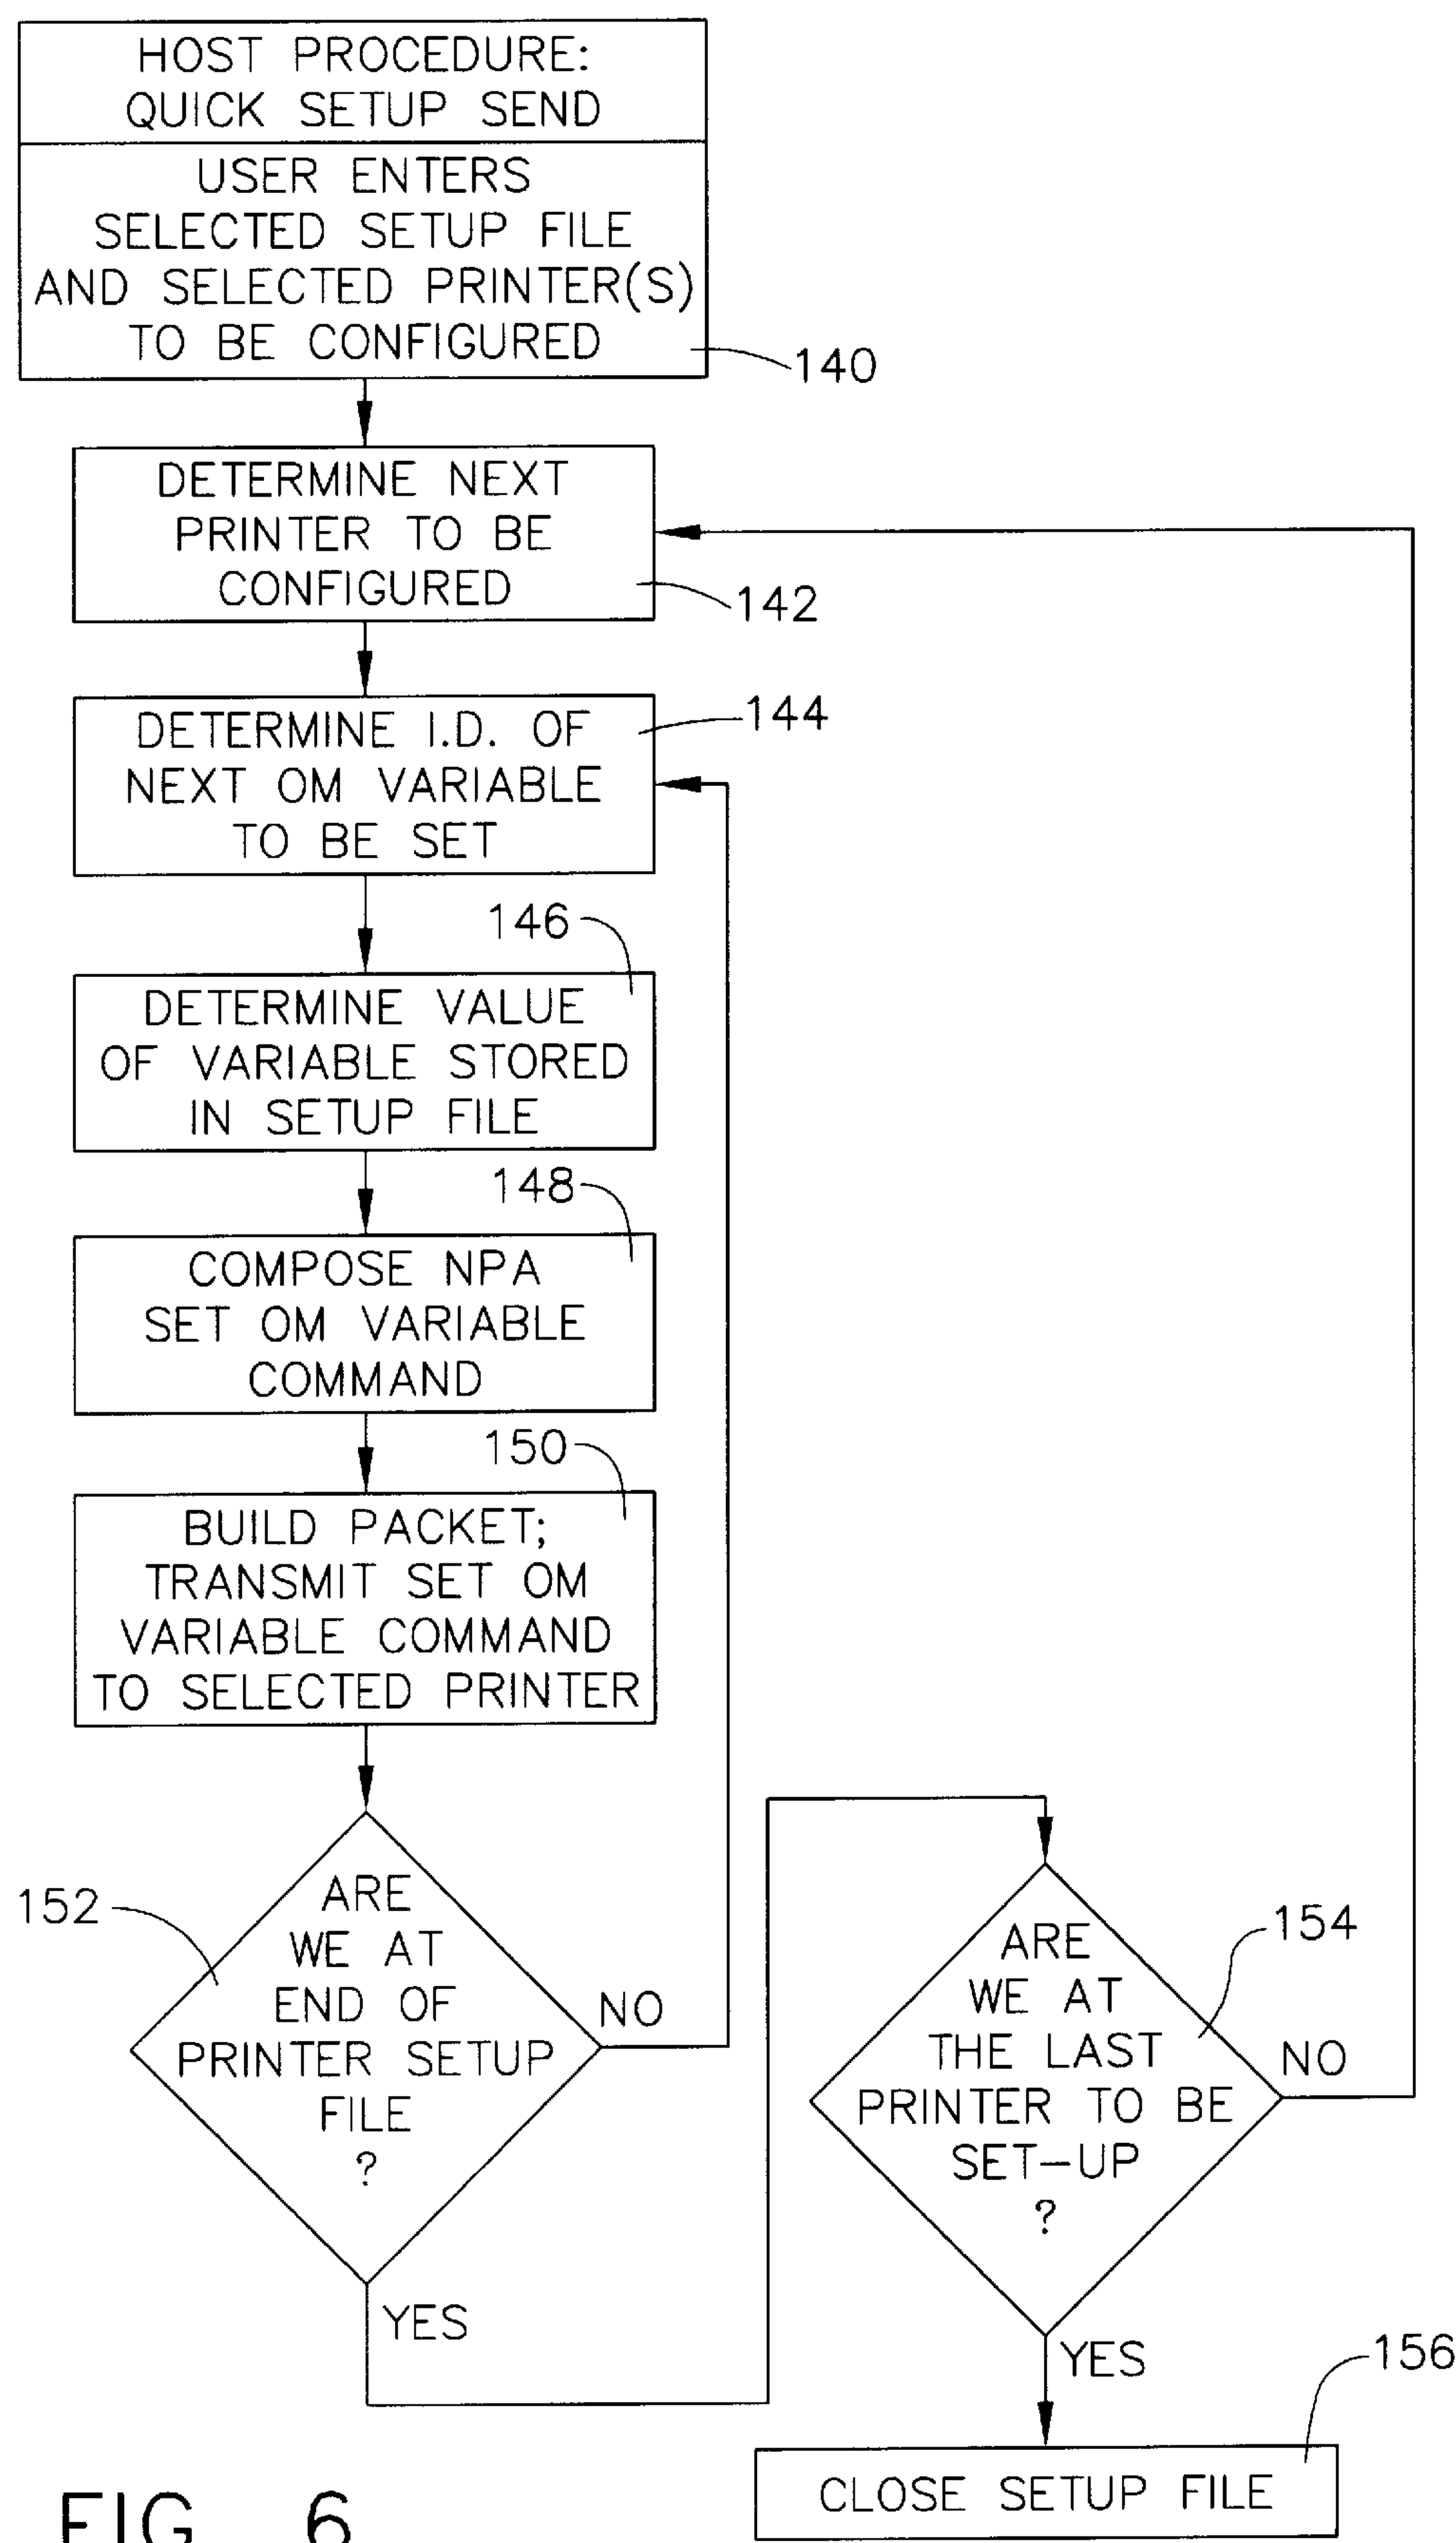 HOST PROCEDURE:
QUICK SETUP SEND
USER ENTERS
SELECTED SETUP FILE
AND SELECTED PRINTER(S)
TO BE CONFIGURED
140
DETERMINE NEXT
PRINTER TO BE
CONFIGURED
142
DETERMINE I.D. OF
NEXT OM VARIABLE
TO BE SET
144
146
DETERMINE VALUE
OF VARIABLE STORED
IN SETUP FILE
148
COMPOSE NPA
SET OM VARIABLE
COMMAND
150
BUILD PACKET;
TRANSMIT SET OM
VARIABLE COMMAND
TO SELECTED PRINTER
152
ARE
WE AT
END OF
PRINTER SETUP
FILE
?
NO
YES
154
ARE
WE AT
THE LAST
PRINTER TO BE
SET-UP
?
NO
YES
156
CLOSE SETUP FILE
FIG. 6